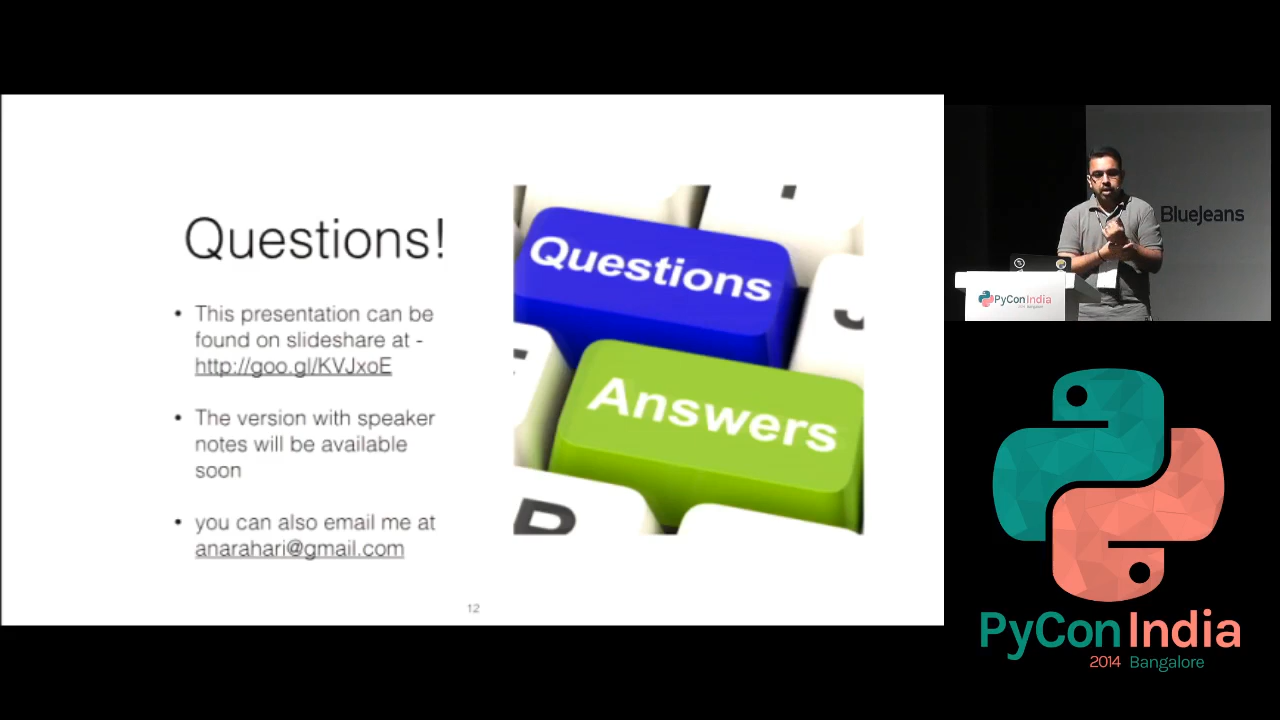 Questions!
• This presentation can be
found on slideshare at -
http://goo.gl/KVJxoE
• The version with speaker
notes will be available
soon
• you can also email me at
anarahari@gmail.com
12
Questions
Answers
BlueJeans
PyCon India
PyCon India
2014 Bangalore